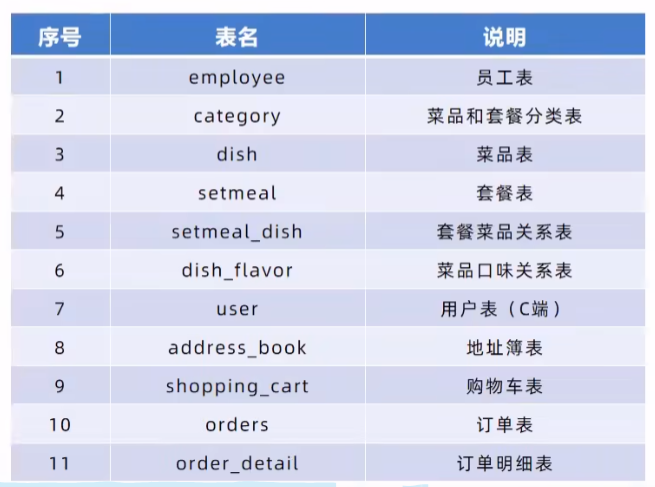 序号 表名 说明
1 employee 员工表
2 category 菜品和套餐分类表
3 dish 菜品表
4 setmeal 套餐表
5 setmeal_dish 套餐菜品关系表
6 dish_flavor 菜品口味关系表
7 user 用户表（C端）
8 address_book 地址簿表
9 shopping_cart 购物车表
10 orders 订单表
11 order_detail 订单明细表